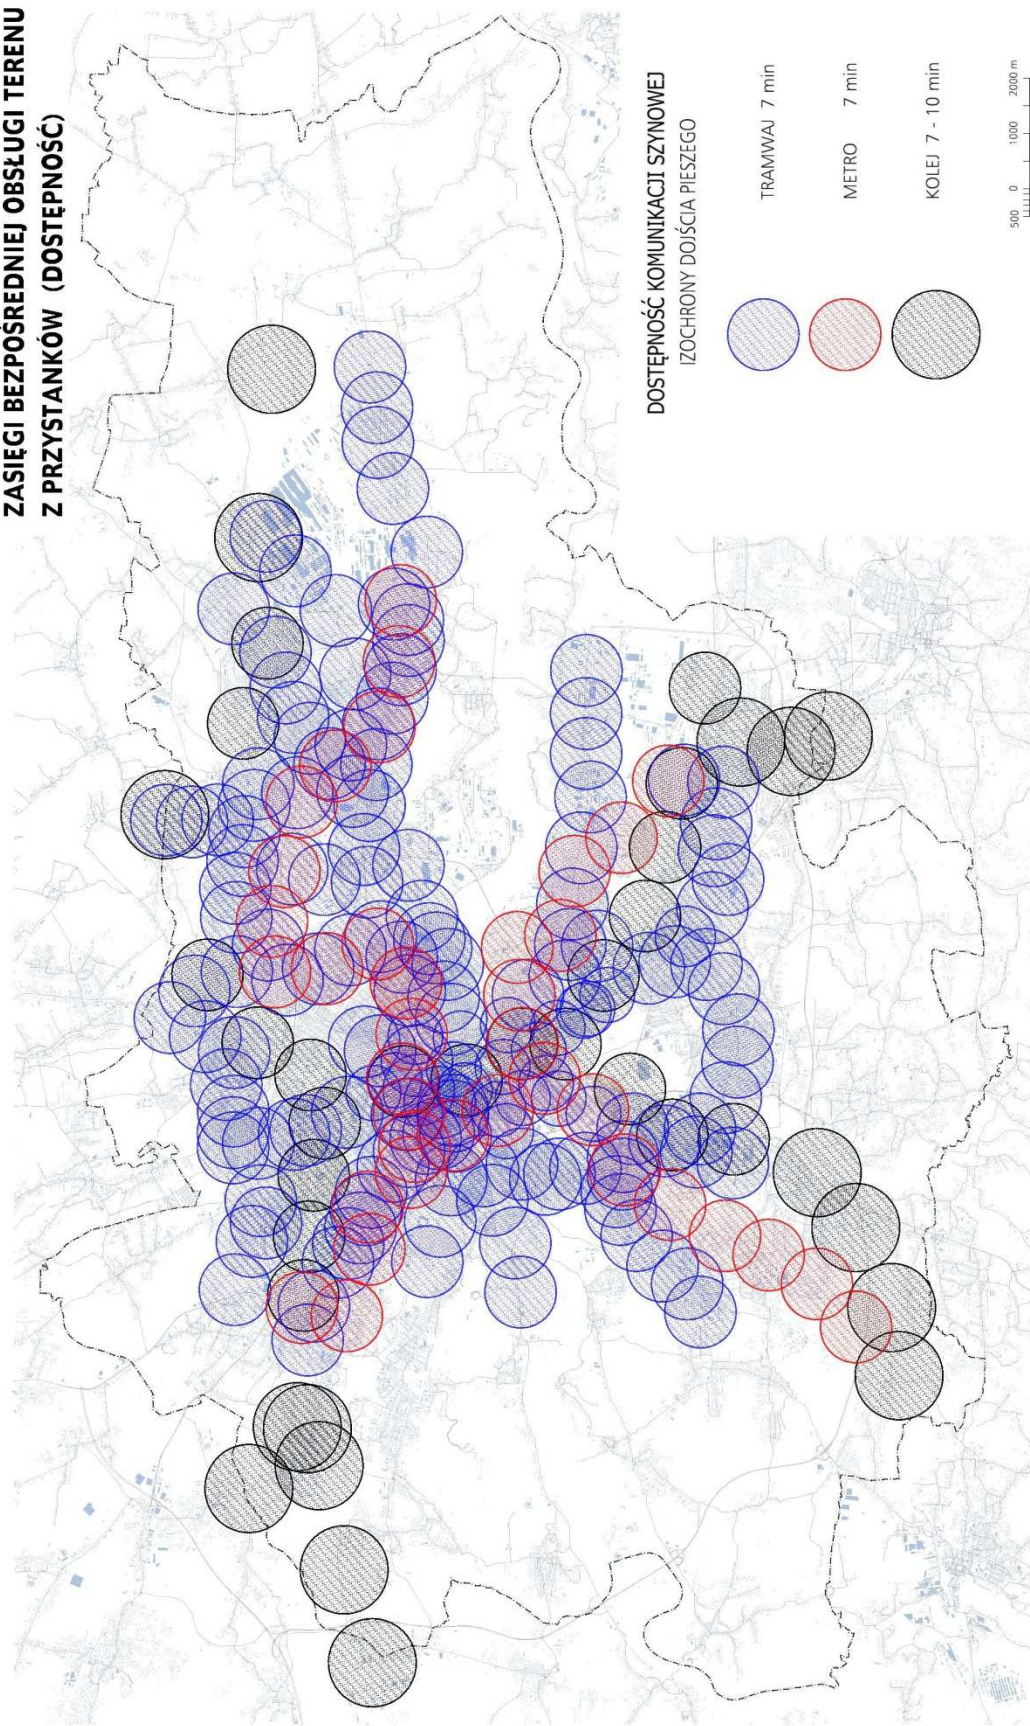 ZASIĘGI BEZPOŚREDNIEJ OBSŁUGI TERENU
Z PRZYSTANKÓW (DOSTĘPNOŚĆ)
DOSTĘPNOŚĆ KOMUNIKACJI SZYNOWEJ
IZOCHRONY DOJŚCIA PIESZEGO
TRAMWAJ 7 min
METRO 7 min
KOLEJ 7 - 10 min
500 0 1000 2000 m